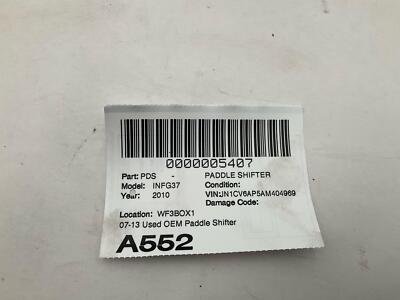 0000005407
Part: PDS - PADDLE SHIFTER
Model: INFG37 Condition:
Year: 2010 VIN:JN1CV6AP5AM404969
Damage Code:
Location: WF3BOX1
07-13 Used OEM Paddle Shifter
A552